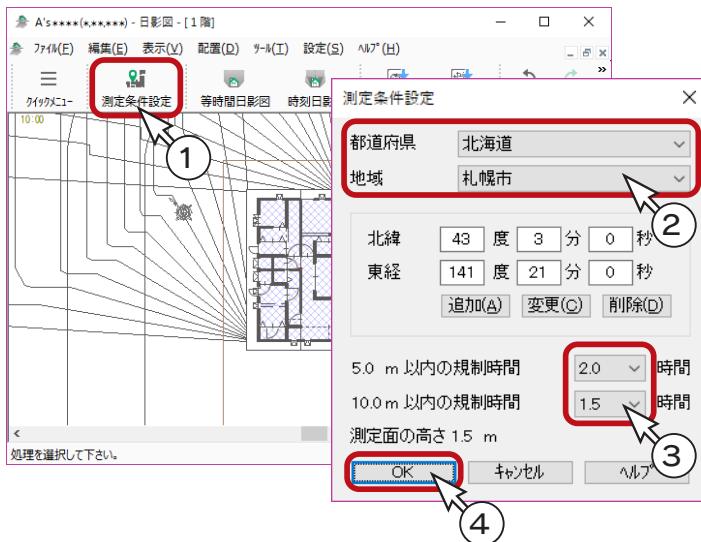 A's****(*,**,***) - 日影図 - [1 階]
ファイル(F) 編集(E) 表示(V) 配置(D) ツール(T) 設定(S) ヘルプ(H)
クイックメニュー 測定条件設定 等時間日影図 時刻日影
10:00
1
測定条件設定
都道府県 北海道
地域 札幌市
2
北緯 43 度 3 分 0 秒
東経 141 度 21 分 0 秒
追加(A) 変更(C) 削除(D)
5.0 m 以内の規制時間 2.0 時間
10.0 m 以内の規制時間 1.5 時間
測定面の高さ 1.5 m
3
OK キャンセル ヘルプ
4
処理を選択して下さい。